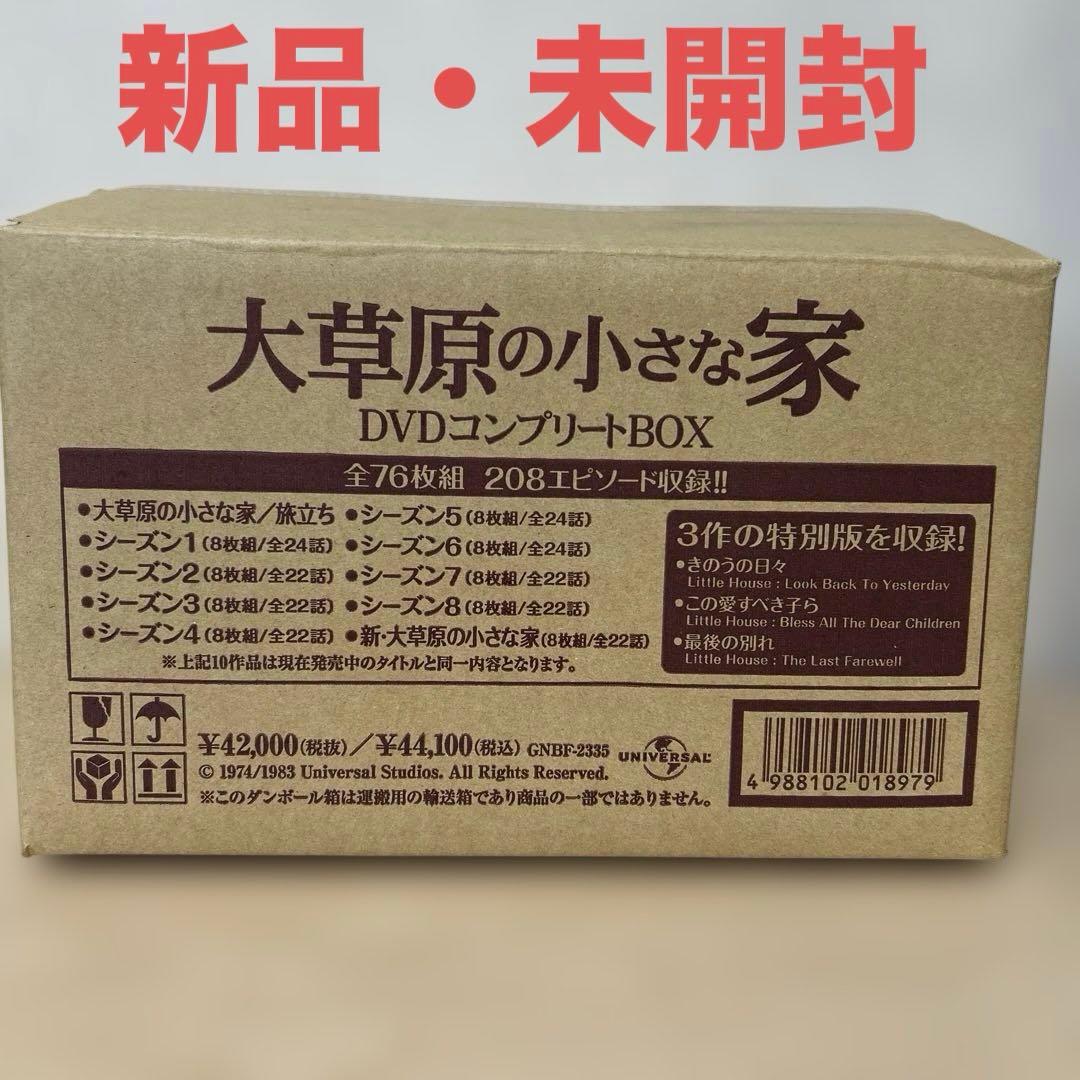 新品・未開封
大草原の小さな家
DVDコンプリートBOX
全76枚組 208エピソード収録!!
●大草原の小さな家/旅立ち
●シーズン1(8枚組/全24話)
●シーズン2(8枚組/全22話)
●シーズン3(8枚組/全22話)
●シーズン4(8枚組/全22話)
●シーズン5(8枚組/全24話)
●シーズン6(8枚組/全24話)
●シーズン7(8枚組/全22話)
●シーズン8(8枚組/全22話)
●新・大草原の小さな家(8枚組/全22話)
※上記10作品は現在発売中のタイトルと同一内容となります。
3作の特別版を収録!
●きのうの日々
Little House : Look Back To Yesterday
●この愛すべき子ら
Little House : Bless All The Dear Children
●最後の別れ
Little House : The Last Farewell
¥42,000(税抜)/¥44,100(税込) GNBF-2335
© 1974/1983 Universal Studios. All Rights Reserved.
※このダンボール箱は運搬用の輸送箱であり商品の一部ではありません。
UNIVERSAL
4 988102 018979